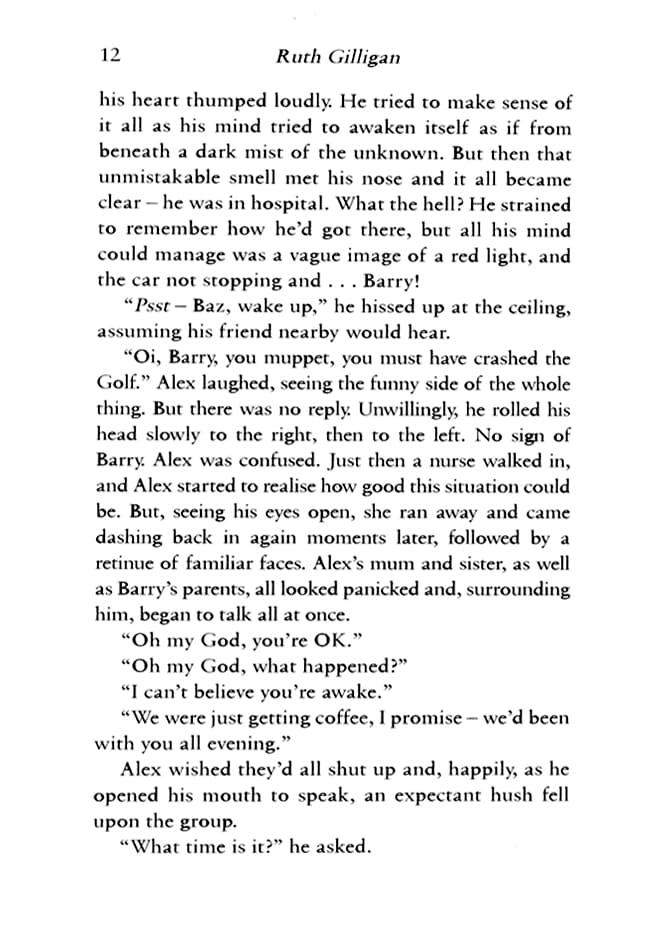 12 Ruth Gilligan
his heart thumped loudly. He tried to make sense of
it all as his mind tried to awaken itself as if from
beneath a dark mist of the unknown. But then that
unmistakable smell met his nose and it all became
clear – he was in hospital. What the hell? He strained
to remember how he’d got there, but all his mind
could manage was a vague image of a red light, and
the car not stopping and . . . Barry!
“Psst – Baz, wake up,” he hissed up at the ceiling,
assuming his friend nearby would hear.
“Oi, Barry, you muppet, you must have crashed the
Golf.” Alex laughed, seeing the funny side of the whole
thing. But there was no reply. Unwillingly, he rolled his
head slowly to the right, then to the left. No sign of
Barry. Alex was confused. Just then a nurse walked in,
and Alex started to realise how good this situation could
be. But, seeing his eyes open, she ran away and came
dashing back in again moments later, followed by a
retinue of familiar faces. Alex’s mum and sister, as well
as Barry’s parents, all looked panicked and, surrounding
him, began to talk all at once.
“Oh my God, you’re OK.”
“Oh my God, what happened?”
“I can’t believe you’re awake.”
“We were just getting coffee, I promise – we’d been
with you all evening.”
Alex wished they’d all shut up and, happily, as he
opened his mouth to speak, an expectant hush fell
upon the group.
“What time is it?” he asked.